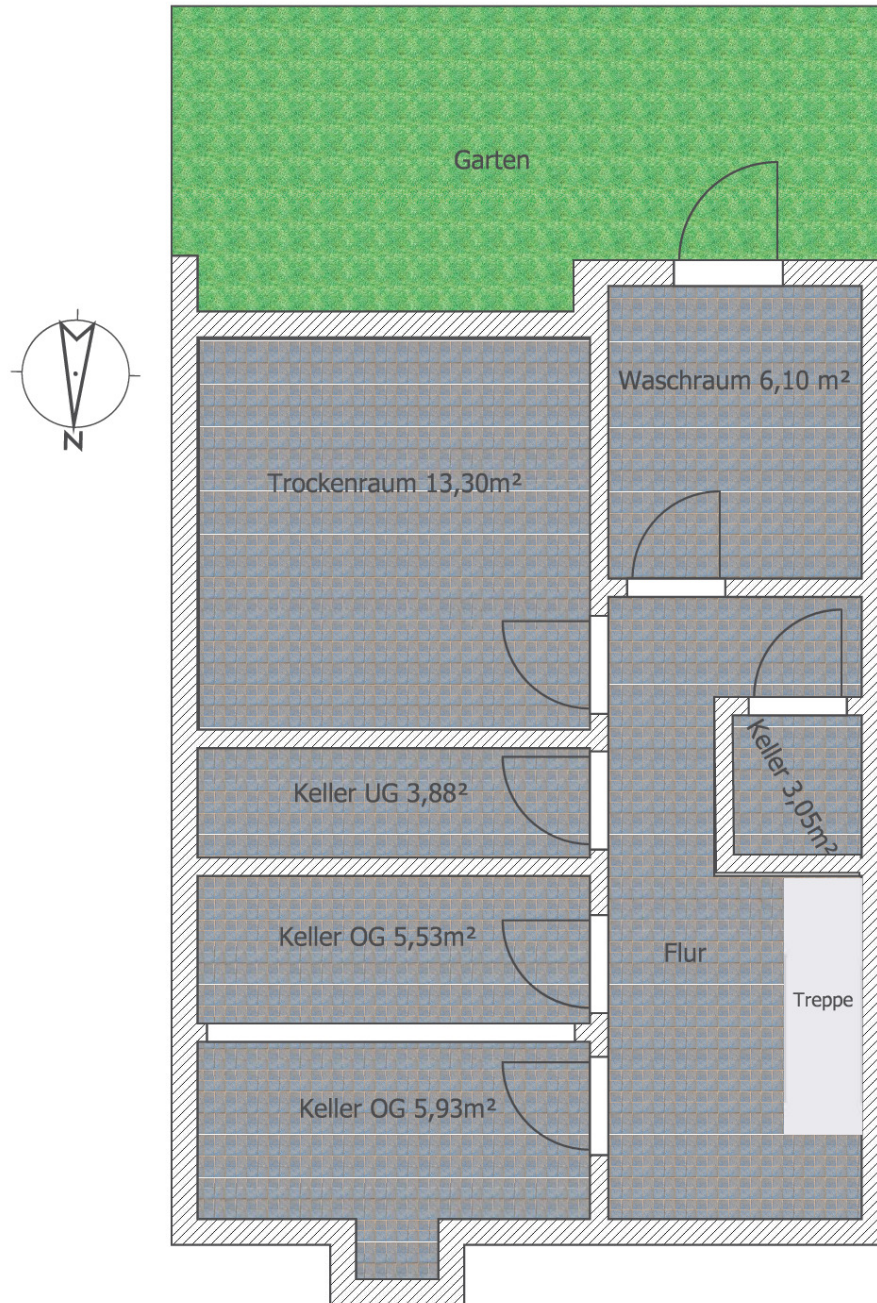 Garten
Waschraum 6,10 m²
N
Trockenraum 13,30m²
Keller 3,05m²
Keller UG 3,88²
Keller OG 5,53m²
Flur
Treppe
Keller OG 5,93m²